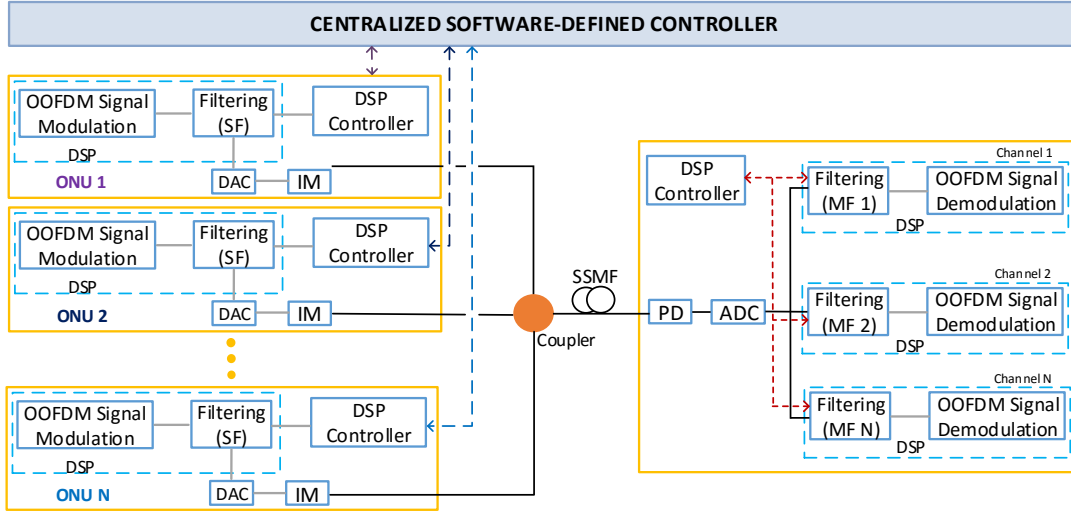 CENTRALIZED SOFTWARE-DEFINED CONTROLLER
OOFDM Signal
Modulation
Filtering
(SF)
DSP
Controller
DSP
ONU 1
DAC
IM
OOFDM Signal
Modulation
Filtering
(SF)
DSP
Controller
DSP
ONU 2
DAC
IM
OOFDM Signal
Modulation
Filtering
(SF)
DSP
Controller
DSP
ONU N
DAC
IM
Coupler
SSMF
PD
ADC
DSP
Controller
Channel 1
Filtering
(MF 1)
OOFDM Signal
Demodulation
DSP
Channel 2
Filtering
(MF 2)
OOFDM Signal
Demodulation
DSP
Channel N
Filtering
(MF N)
OOFDM Signal
Demodulation
DSP